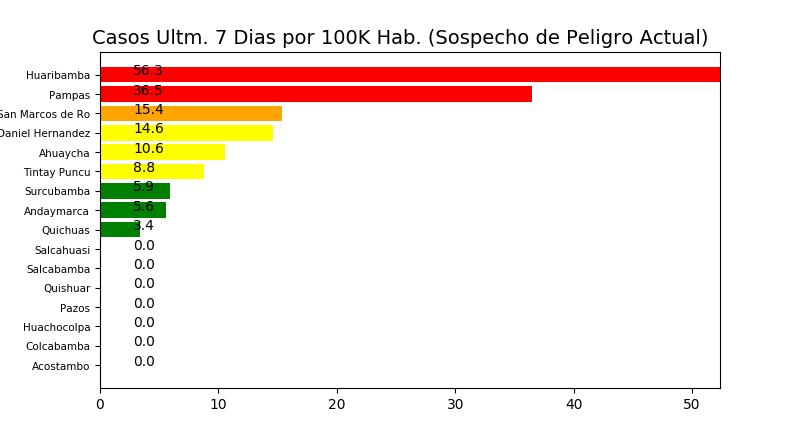 Casos Ultm. 7 Dias por 100K Hab. (Sospecho de Peligro Actual)
Huaribamba 56.3
Pampas 36.5
San Marcos de Ro 15.4
Daniel Hernandez 14.6
Ahuaycha 10.6
Tintay Puncu 8.8
Surcubamba 5.9
Andaymarca 5.6
Quichuas 3.4
Salcahuasi 0.0
Salcabamba 0.0
Quishuar 0.0
Pazos 0.0
Huachocolpa 0.0
Colcabamba 0.0
Acostambo 0.0
0 10 20 30 40 50